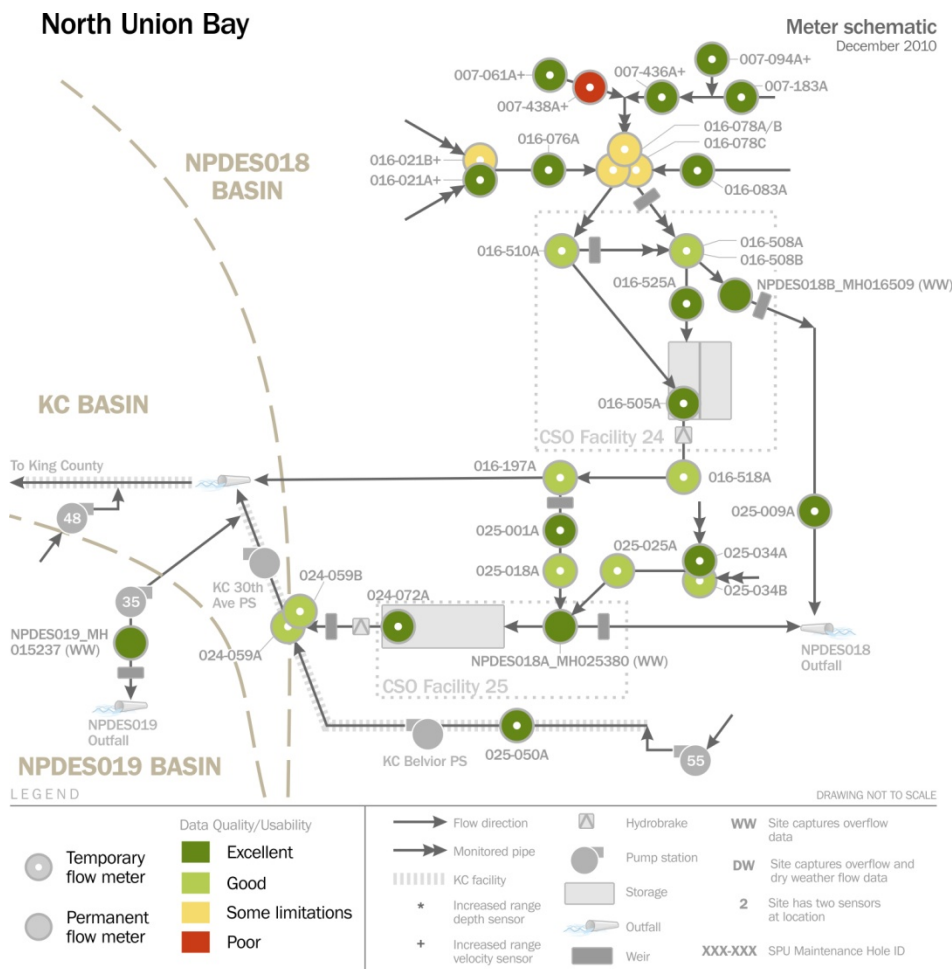 North Union Bay
Meter schematic
December 2010
007-094A+
007-061A+
007-436A+
007-183A
007-438A+
016-078A/B
016-076A
016-078C
NPDES018
BASIN
016-021B+
016-021A+
016-083A
016-510A
016-508A
016-508B
016-525A
NPDES018B_MH016509 (WW)
KC BASIN
016-505A
CSO Facility 24
To King County
016-197A
016-518A
48
025-001A
025-009A
025-025A
025-034A
025-018A
025-034B
KC 30th
Ave PS
024-059B
35
024-072A
NPDES019_MH
015237 (WW)
024-059A
NPDES018A_MH025380 (WW)
NPDES018
Outfall
CSO Facility 25
NPDES019
Outfall
KC Belvior PS
025-050A
55
NPDES019 BASIN
LEGEND
DRAWING NOT TO SCALE
Temporary
flow meter
Permanent
flow meter
Data Quality/Usability
Excellent
Good
Some limitations
Poor
Flow direction
Monitored pipe
KC facility
* Increased range
depth sensor
+ Increased range
velocity sensor
Hydrobrake
Pump station
Storage
Outfall
Weir
WW Site captures overflow
data
DW Site captures overflow and
dry weather flow data
2 Site has two sensors
at location
XXX-XXX SPU Maintenance Hole ID